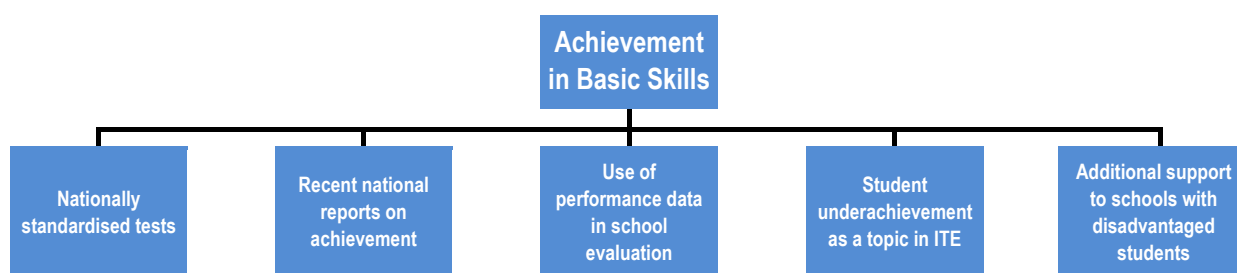 Achievement
in Basic Skills
Nationally
standardised tests
Recent national
reports on
achievement
Use of
performance data
in school
evaluation
Student
underachievement
as a topic in ITE
Additional support
to schools with
disadvantaged
students